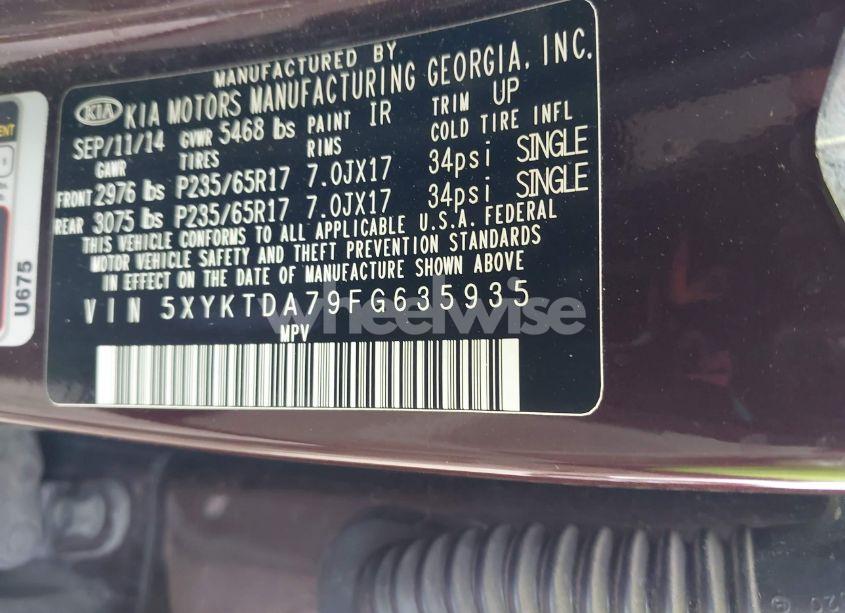 MANUFACTURED BY
KIA KIA MOTORS MANUFACTURING GEORGIA, INC.
SEP/11/14 GVWR 5468 lbs PAINT IR TRIM UP
GAWR TIRES RIMS COLD TIRE INFL
FRONT 2976 lbs P235/65R17 7.0JX17 34psi SINGLE
REAR 3075 lbs P235/65R17 7.0JX17 34psi SINGLE
THIS VEHICLE CONFORMS TO ALL APPLICABLE U.S.A. FEDERAL
MOTOR VEHICLE SAFETY AND THEFT PREVENTION STANDARDS
IN EFFECT ON THE DATE OF MANUFACTURE SHOWN ABOVE
VIN 5XYKTDA79FG635935
MPV
wheelwise
U675